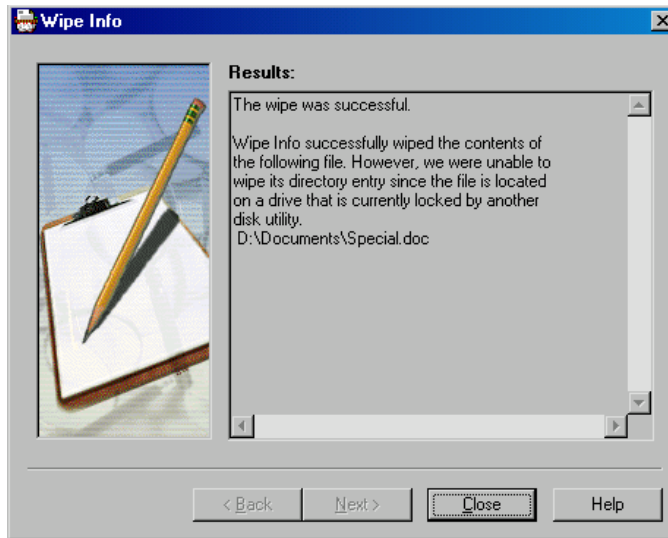 Wipe Info
Results:
The wipe was successful.
Wipe Info successfully wiped the contents of
the following file. However, we were unable to
wipe its directory entry since the file is located
on a drive that is currently locked by another
disk utility.
D:\Documents\Special.doc
< Back
Next >
Close
Help